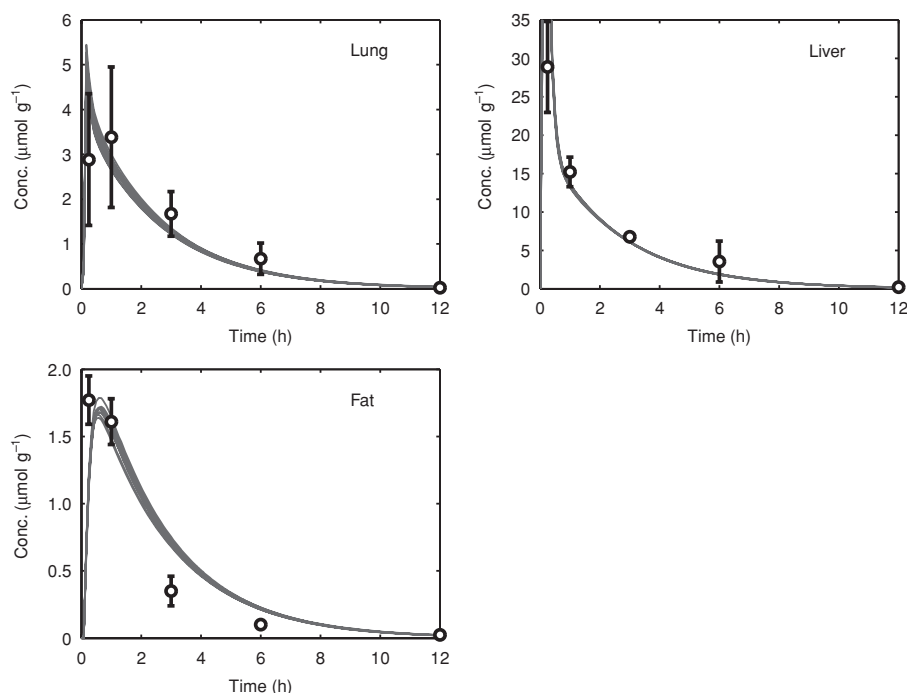 6
5
4
3
2
1
0
0 2 4 6 8 10 12
Conc. (μmol g⁻¹)
Time (h)
Lung
35
30
25
20
15
10
5
0
0 2 4 6 8 10 12
Conc. (μmol g⁻¹)
Time (h)
Liver
2.0
1.5
1.0
0.5
0
0 2 4 6 8 10 12
Conc. (μmol g⁻¹)
Time (h)
Fat